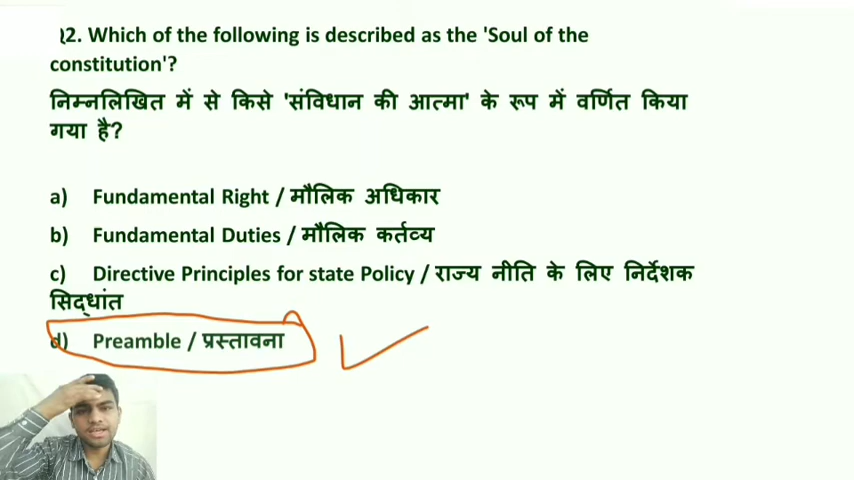 Q2. Which of the following is described as the 'Soul of the
constitution'?
निम्नलिखित में से किसे 'संविधान की आत्मा' के रूप में वर्णित किया
गया है?
a) Fundamental Right / मौलिक अधिकार
b) Fundamental Duties / मौलिक कर्तव्य
c) Directive Principles for state Policy / राज्य नीति के लिए निर्देशक
सिद्धांत
d) Preamble / प्रस्तावना